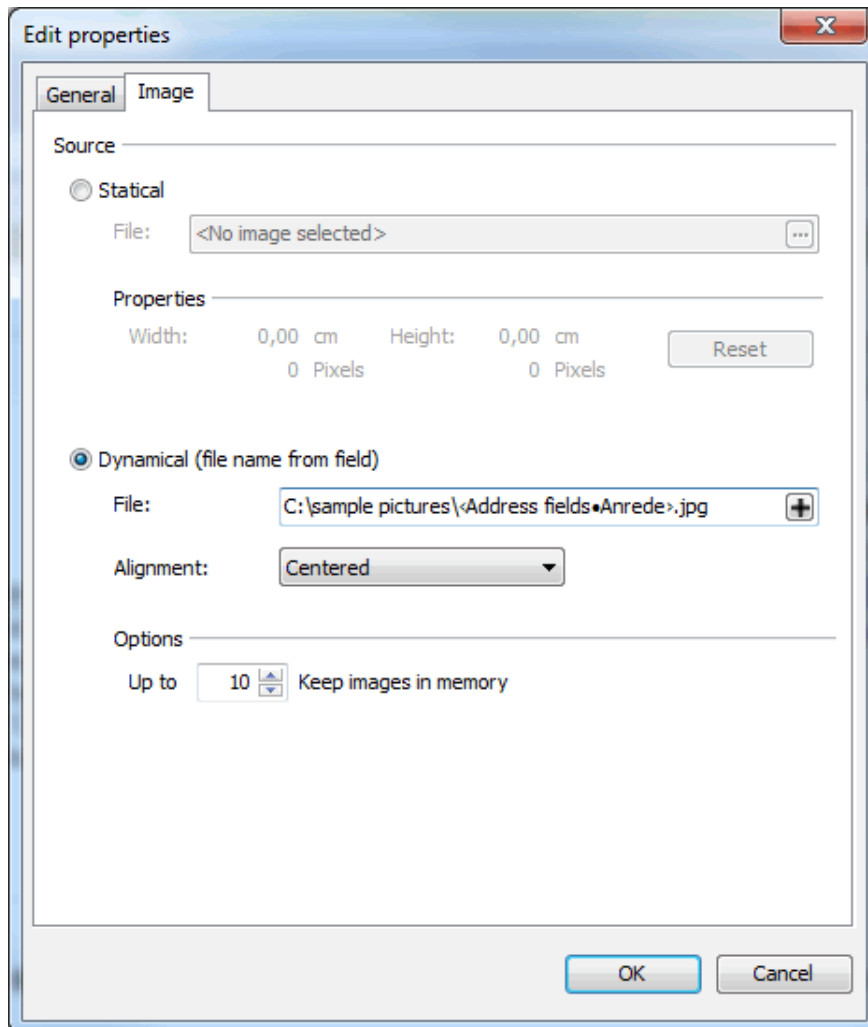 Edit properties
General Image
Source
Statical
File: <No image selected> ...
Properties
Width: 0,00 cm Height: 0,00 cm Reset
0 Pixels 0 Pixels
Dynamical (file name from field)
File: C:\sample pictures\‹Address fields•Anrede›.jpg
Alignment: Centered
Options
Up to 10 Keep images in memory
OK Cancel